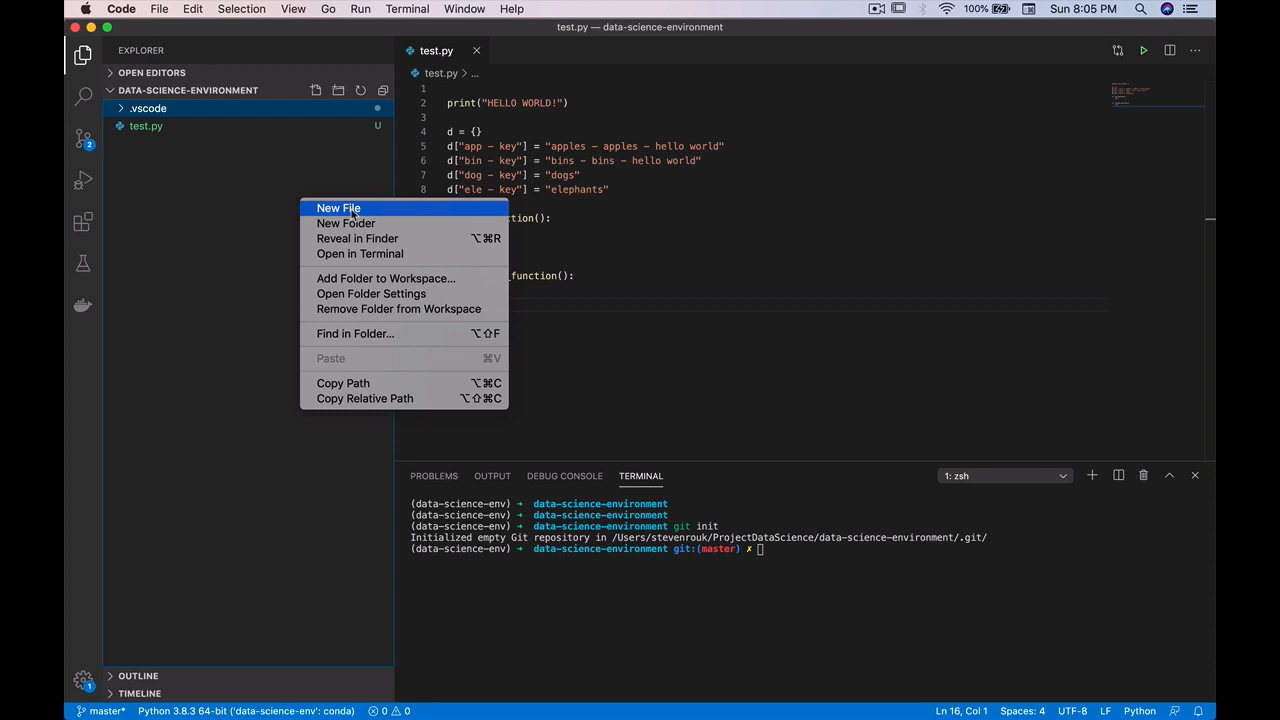 Code File Edit Selection View Go Run Terminal Window Help 100% Sun 8:05 PM
test.py — data-science-environment
EXPLORER
OPEN EDITORS
DATA-SCIENCE-ENVIRONMENT
.vscode
test.py U
2
1
OUTLINE
TIMELINE
test.py
test.py > ...
1
2 print("HELLO WORLD!")
3
4 d = {}
5 d["app - key"] = "apples - apples - hello world"
6 d["bin - key"] = "bins - bins - hello world"
7 d["dog - key"] = "dogs"
8 d["ele - key"] = "elephants"
ction():
_function():
New File
New Folder
Reveal in Finder ⌥⌘R
Open in Terminal
Add Folder to Workspace...
Open Folder Settings
Remove Folder from Workspace
Find in Folder... ⌥⇧F
Paste ⌘V
Copy Path ⌥⌘C
Copy Relative Path ⌥⇧⌘C
PROBLEMS OUTPUT DEBUG CONSOLE TERMINAL 1: zsh
(data-science-env) → data-science-environment
(data-science-env) → data-science-environment
(data-science-env) → data-science-environment git init
Initialized empty Git repository in /Users/stevenrouk/ProjectDataScience/data-science-environment/.git/
(data-science-env) → data-science-environment git:(master) ✗
master* Python 3.8.3 64-bit ('data-science-env': conda) 0 0 Ln 16, Col 1 Spaces: 4 UTF-8 LF Python